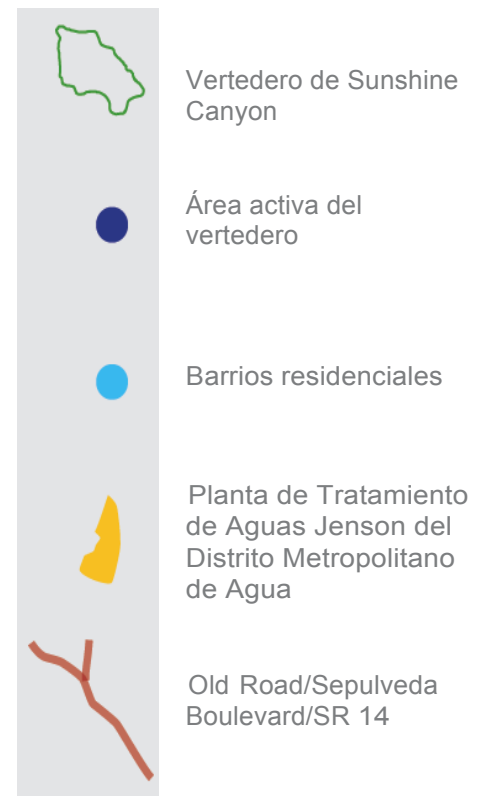 Vertedero de Sunshine
Canyon
Área activa del
vertedero
Barrios residenciales
Planta de Tratamiento
de Aguas Jenson del
Distrito Metropolitano
de Agua
Old Road/Sepulveda
Boulevard/SR 14